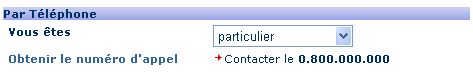 Par Téléphone
Vous êtes particulier
Obtenir le numéro d'appel Contacter le 0.800.000.000